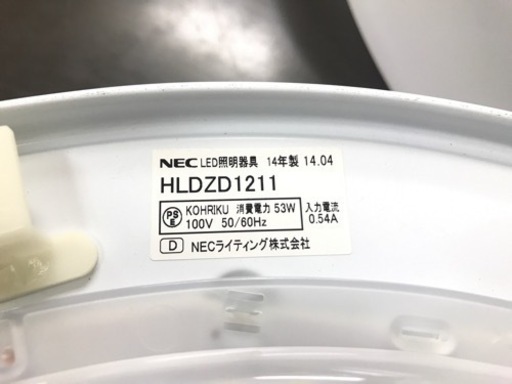 NEC LED照明器具 14年製 14.04
HLDZD1211
PS E KOHRIKU 消費電力 53W 入力電流
100V 50/60Hz 0.54A
D NECライティング株式会社